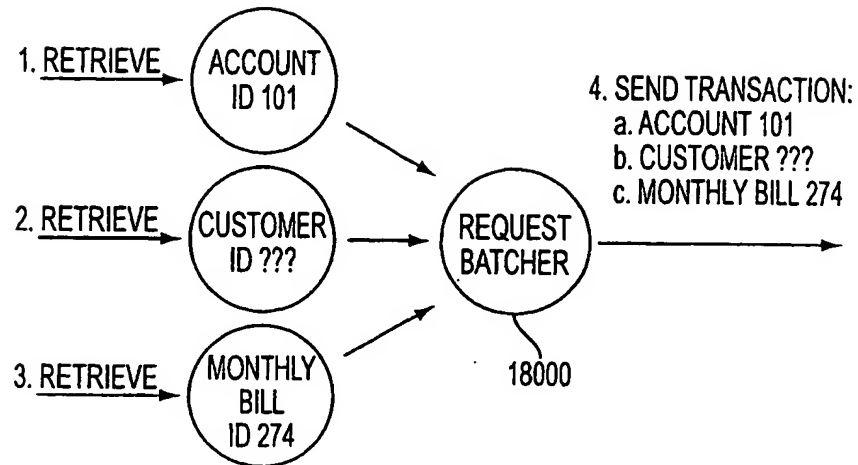 1. RETRIEVE
ACCOUNT
ID 101
2. RETRIEVE
CUSTOMER
ID ???
3. RETRIEVE
MONTHLY
BILL
ID 274
REQUEST
BATCHER
18000
4. SEND TRANSACTION:
a. ACCOUNT 101
b. CUSTOMER ???
c. MONTHLY BILL 274